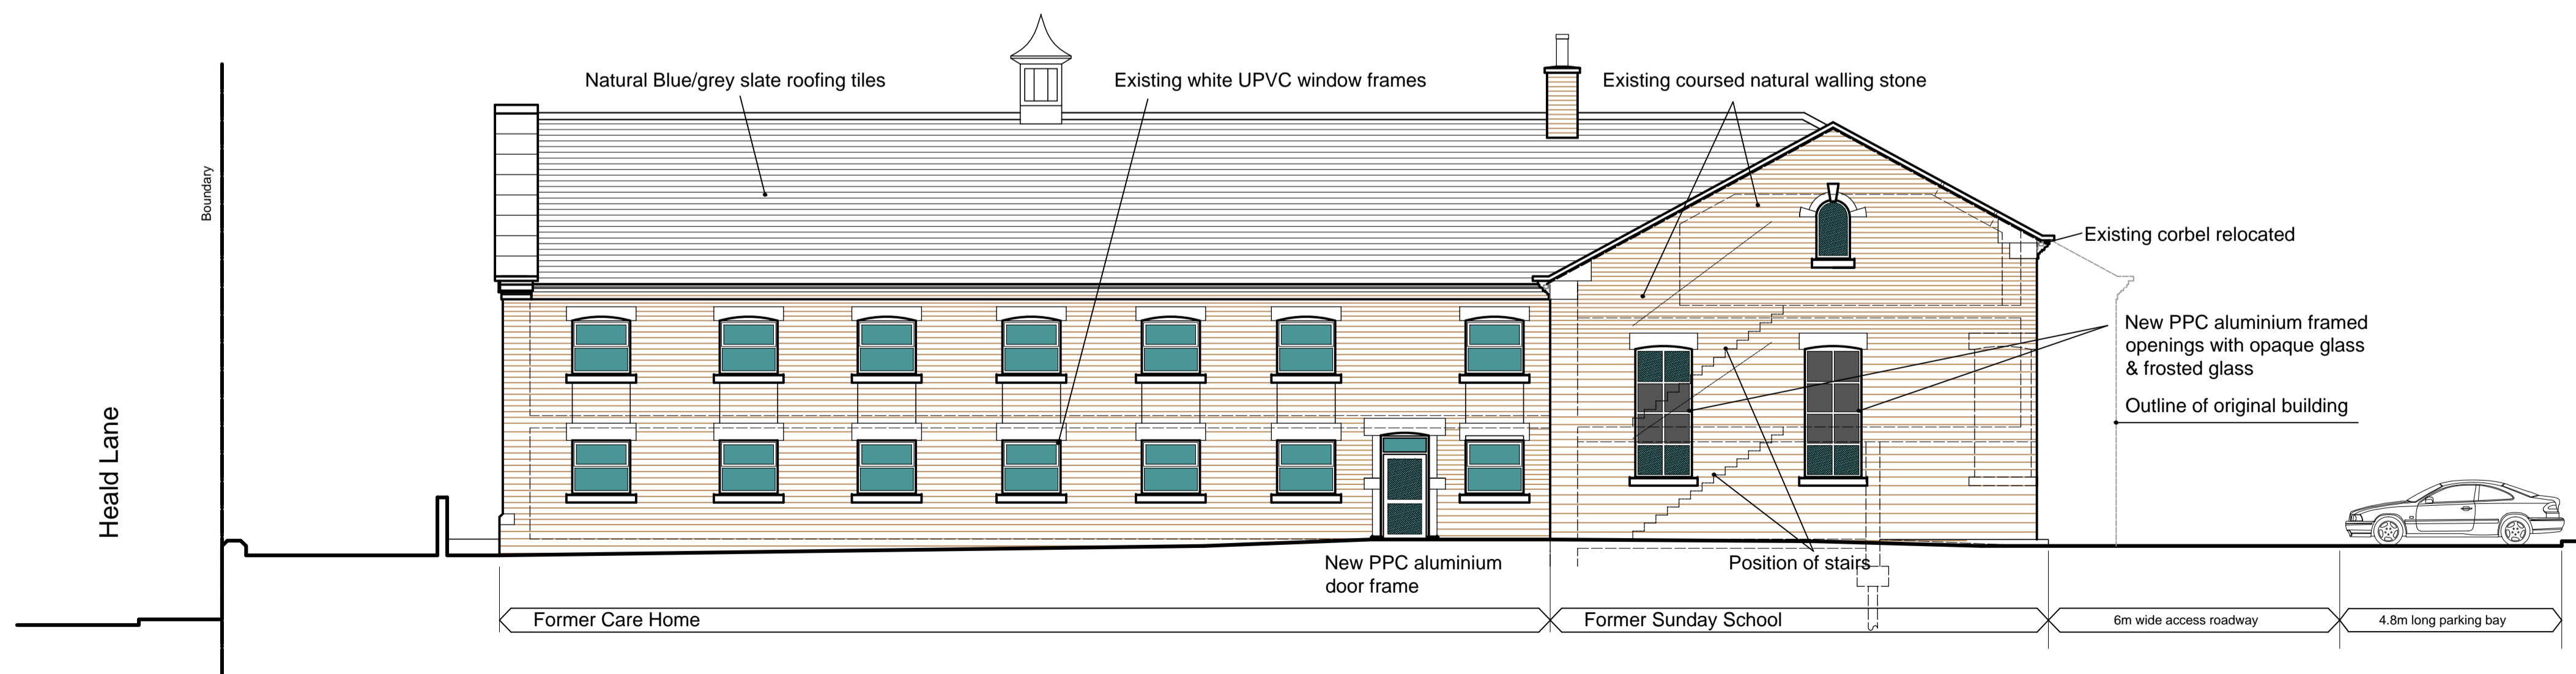 Natural Blue/grey slate roofing tiles
Existing white UPVC window frames
Existing coursed natural walling stone
Boundary
Existing corbel relocated
New PPC aluminium framed
openings with opaque glass
& frosted glass
Outline of original building
Heald Lane
New PPC aluminium
door frame
Position of stairs
Former Care Home
Former Sunday School
6m wide access roadway
4.8m long parking bay